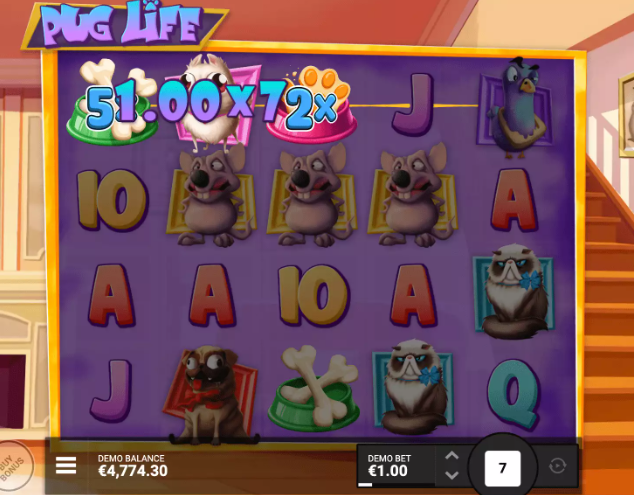 PUG LIFE
51.00x72x
J
10
A
A
A
10
A
J
Q
BUY
BONUS
DEMO BALANCE
€4,774.30
DEMO BET
€1.00
7